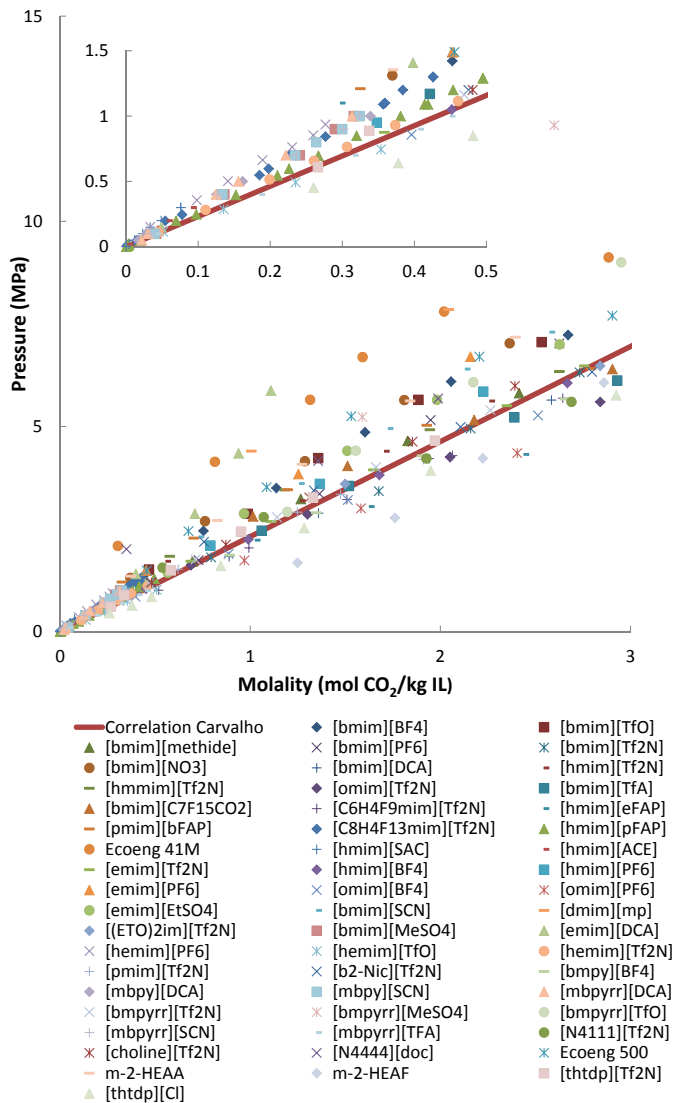 15
1.5
1
0.5
0
0 0.1 0.2 0.3 0.4 0.5
10
5
0
0 1 2 3
Pressure (MPa)
Molality (mol CO₂/kg IL)
Correlation Carvalho [bmim][BF4] [bmim][TfO]
[bmim][methide] [bmim][PF6] [bmim][Tf2N]
[bmim][NO3] [bmim][DCA] [hmim][Tf2N]
[hmmim][Tf2N] [omim][Tf2N] [bmim][TfA]
[bmim][C7F15CO2] [C6H4F9mim][Tf2N] [hmim][eFAP]
[pmim][bFAP] [C8H4F13mim][Tf2N] [hmim][pFAP]
Ecoeng 41M [hmim][SAC] [hmim][ACE]
[emim][Tf2N] [hmim][BF4] [hmim][PF6]
[emim][PF6] [omim][BF4] [omim][PF6]
[emim][EtSO4] [bmim][SCN] [dmim][mp]
[(ETO)2im][Tf2N] [bmim][MeSO4] [emim][DCA]
[hemim][PF6] [hemim][TfO] [hemim][Tf2N]
[pmim][Tf2N] [b2-Nic][Tf2N] [bmpy][BF4]
[mbpy][DCA] [mbpy][SCN] [mbpyrr][DCA]
[bmpyrr][Tf2N] [bmpyrr][MeSO4] [bmpyrr][TfO]
[mbpyrr][SCN] [mbpyrr][TFA] [N4111][Tf2N]
[choline][Tf2N] [N4444][doc] Ecoeng 500
m-2-HEAA m-2-HEAF [thtdp][Tf2N]
[thtdp][Cl]